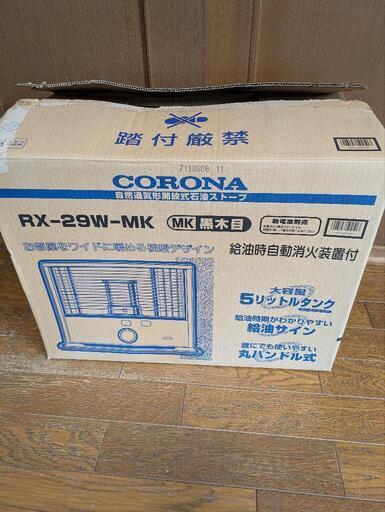 踏付厳禁
7110508 11
CORONA
自然通気形開放式石油ストーブ
RX-29W-MK
MK 黒木目
乾電池別売
お部屋をワイドに暖める横型デザイン
給油時自動消火装置付
大容量
5リットルタンク
給油時期がわかりやすい
給油サイン
誰にでも使いやすい
丸ハンドル式